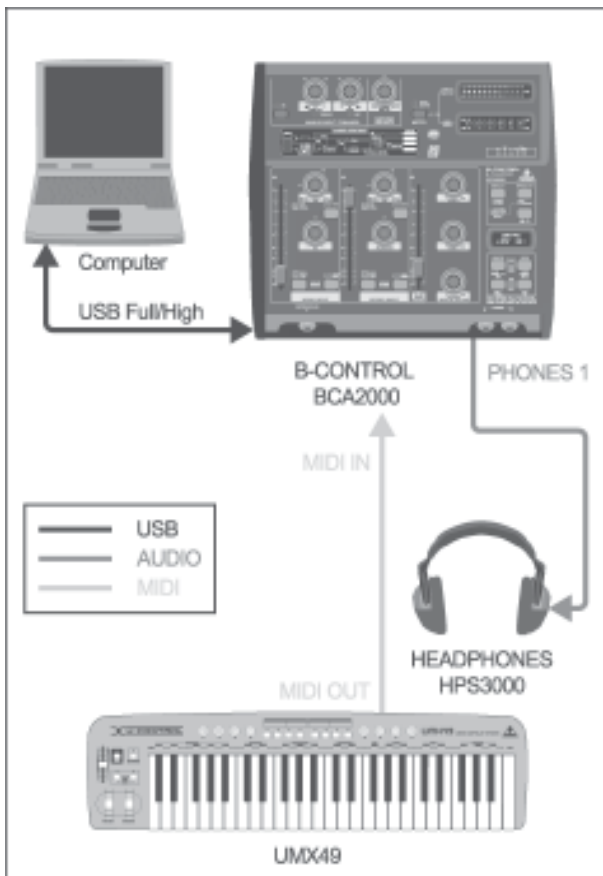 Computer
USB Full/High
B-CONTROL
BCA2000
PHONES 1
MIDI IN
USB
AUDIO
MIDI
HEADPHONES
HPS3000
MIDI OUT
UMX49